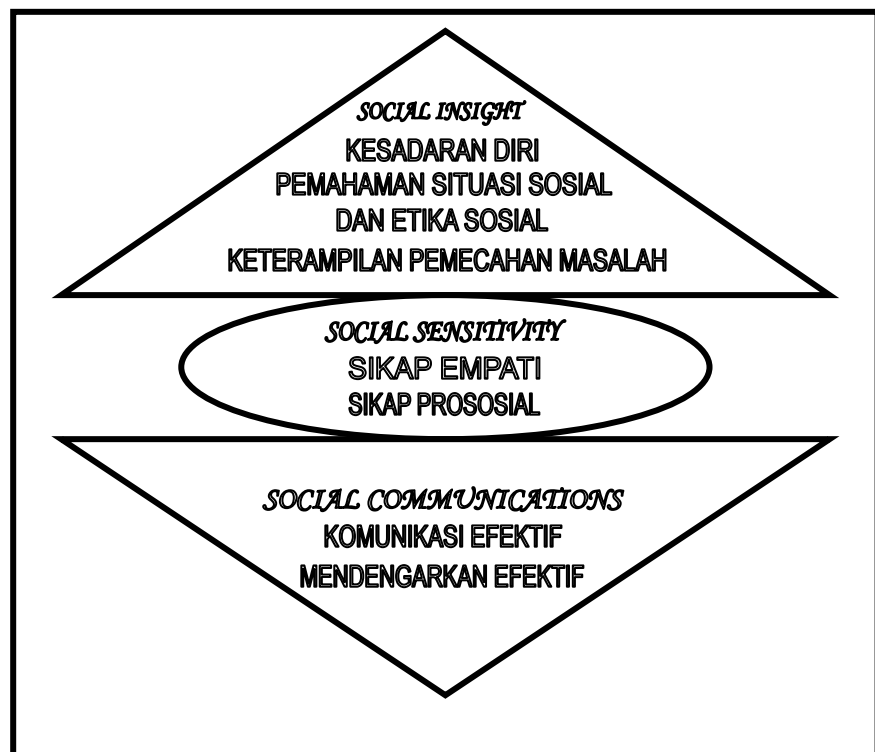 SOCIAL INSIGHT
KESADARAN DIRI
PEMAHAMAN SITUASI SOSIAL
DAN ETIKA SOSIAL
KETERAMPILAN PEMECAHAN MASALAH
SOCIAL SENSITIVITY
SIKAP EMPATI
SIKAP PROSOSIAL
SOCIAL COMMUNICATIONS
KOMUNIKASI EFEKTIF
MENDENGARKAN EFEKTIF